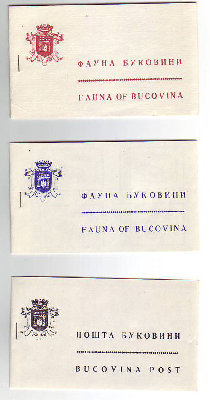 ФАУНА БУКОВИНИ
FAUNA OF BUCOVINA
ФАУНА БУКОВИНИ
FAUNA OF BUCOVINA
ПОШТА БУКОВИНИ
BUCOVINA POST